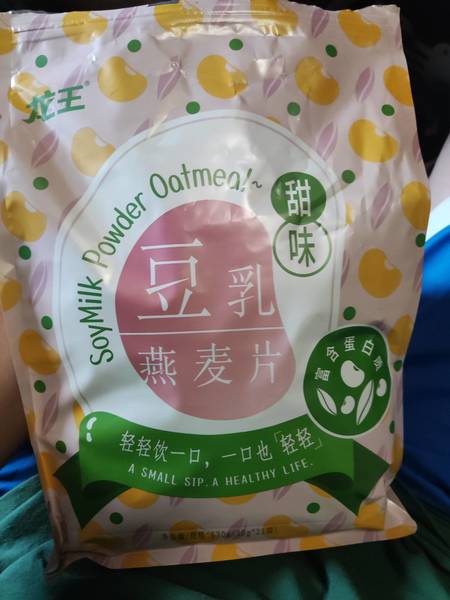 龙王®
SoyMilk Powder Oatmeal~
甜味
豆乳
燕麦片
富含蛋白质
轻轻饮一口，一口也「轻轻」
A SMALL SIP. A HEALTHY LIFE.